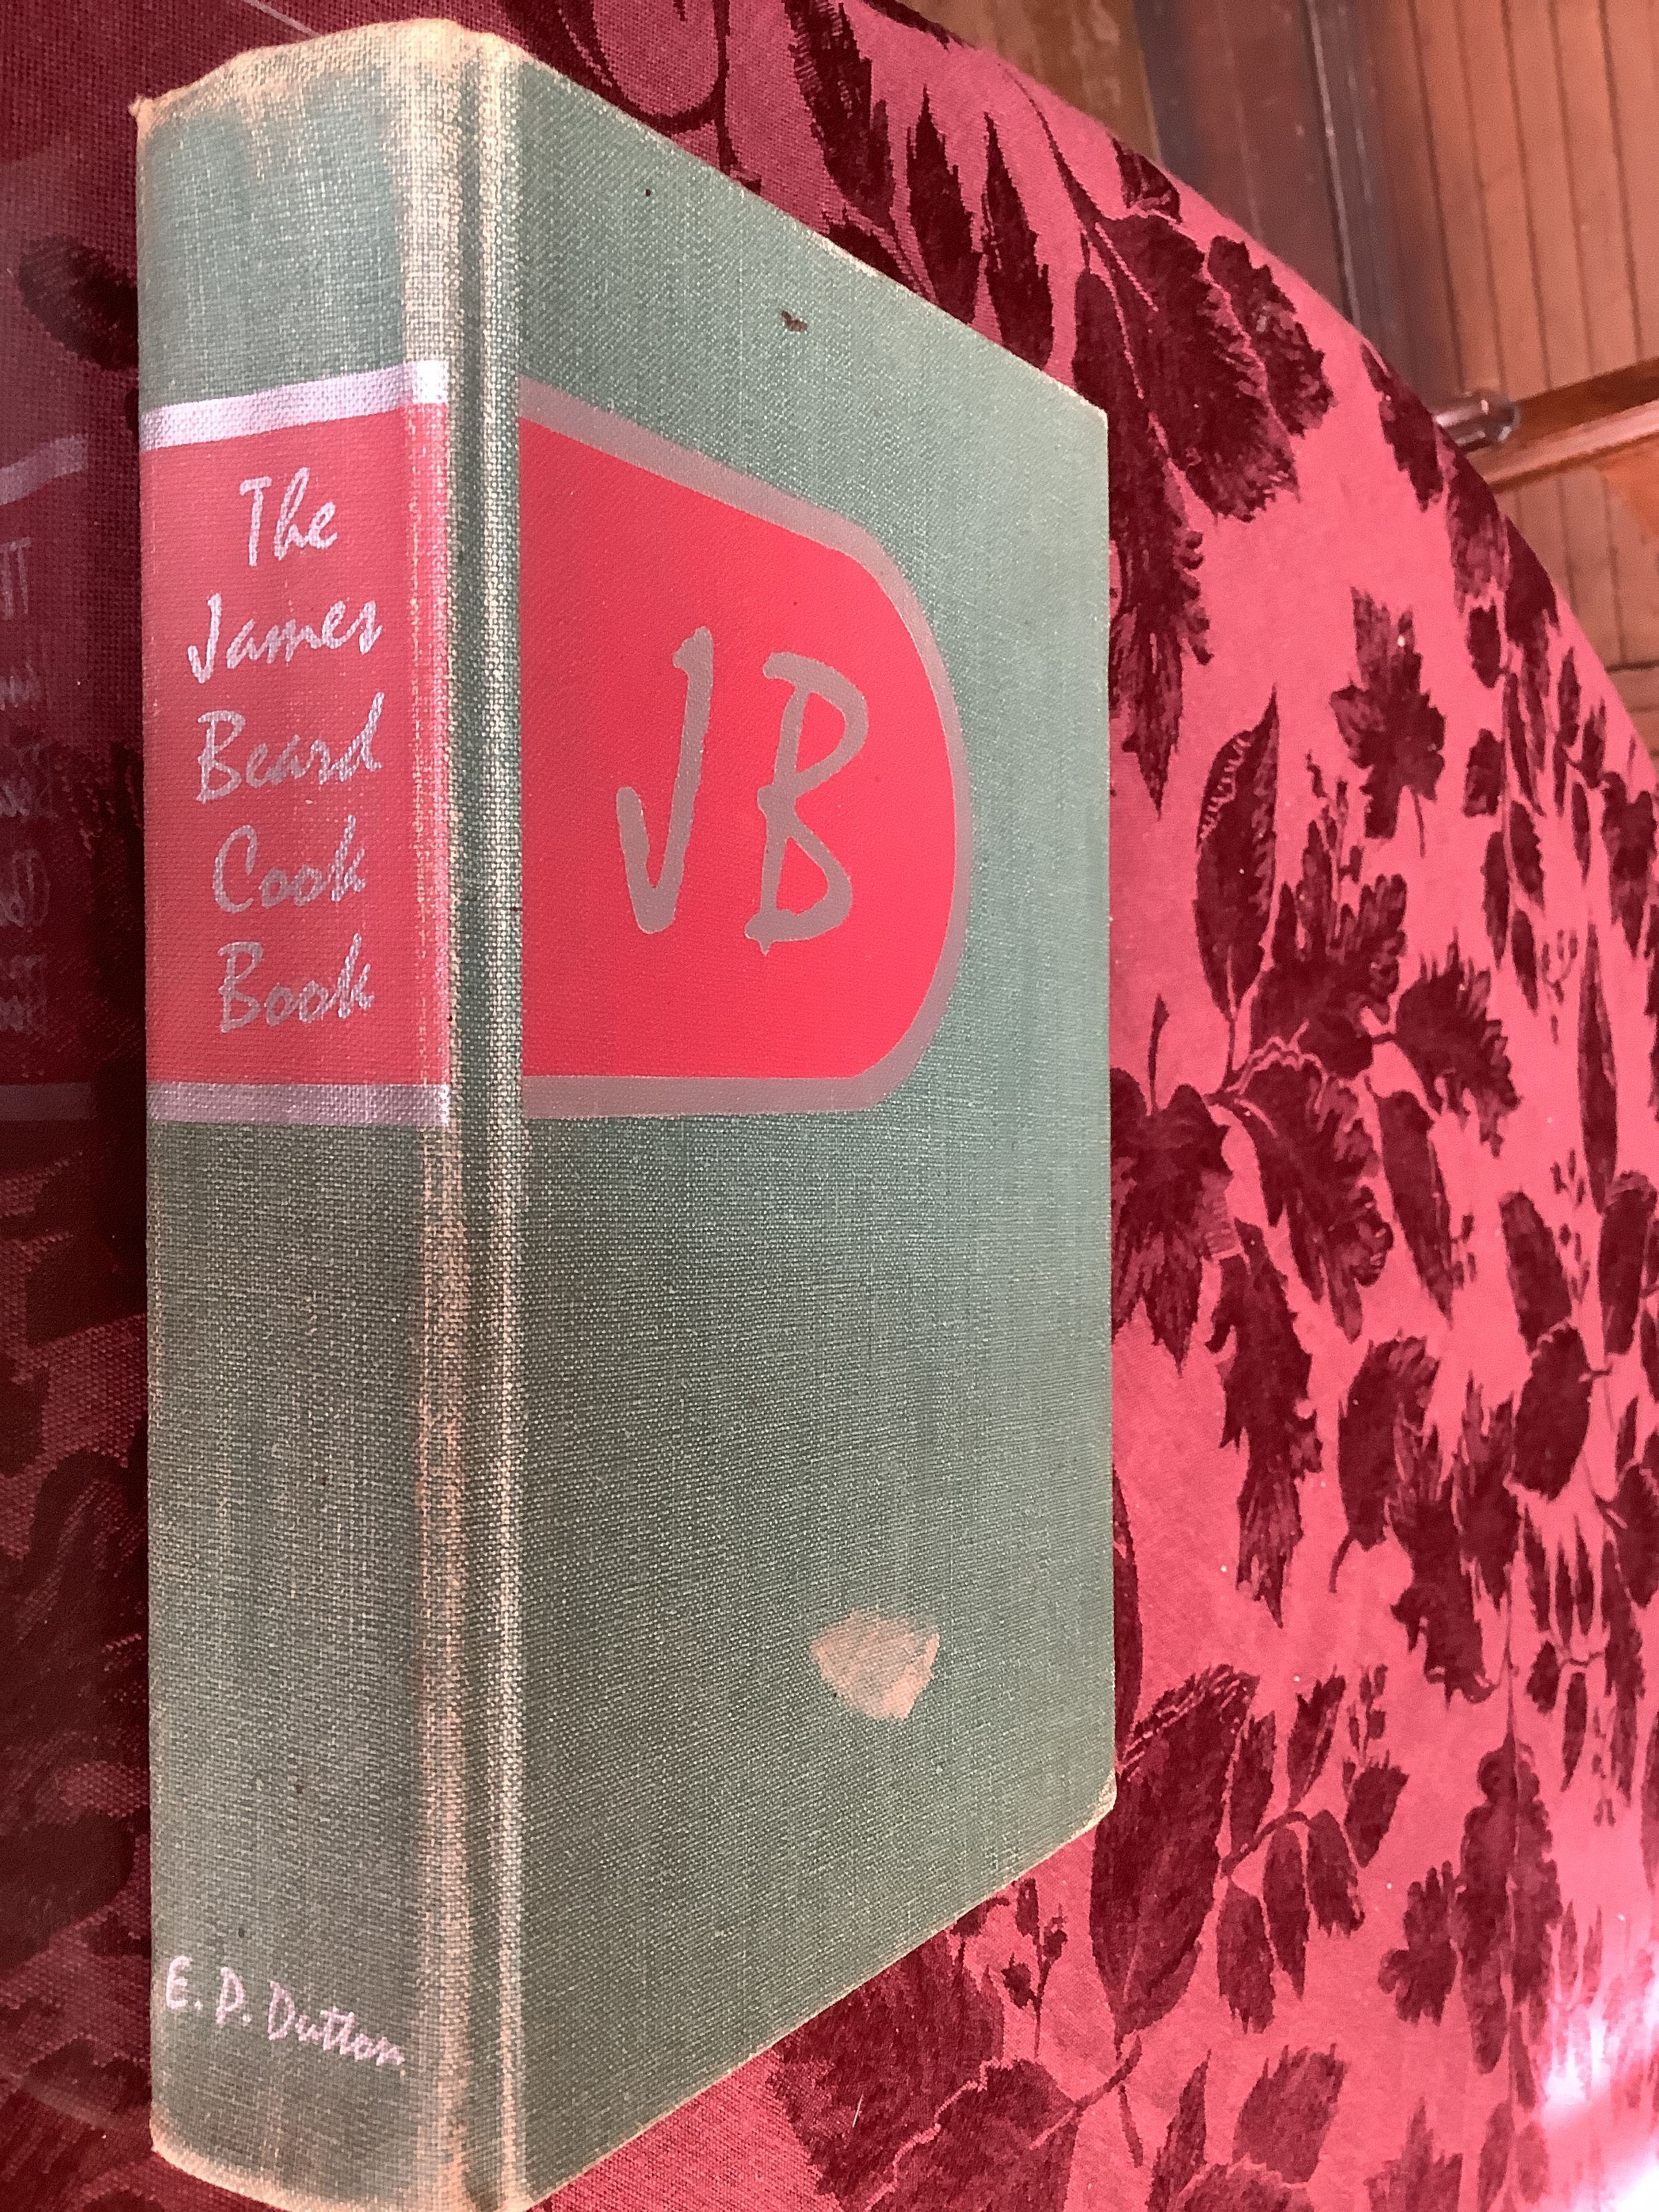 The
James
Beard
Cook
Book
E. P. Dutton
JB